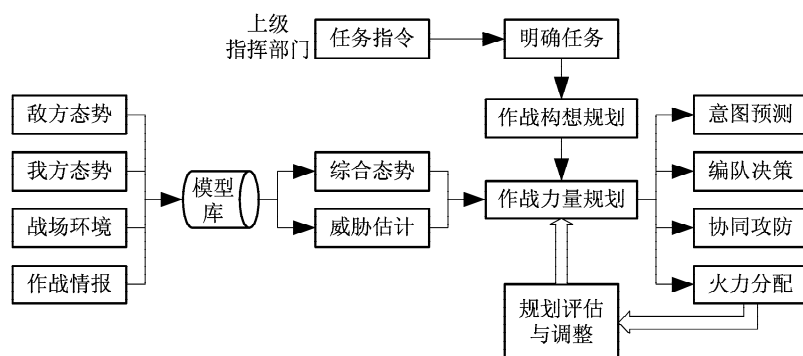 上级
指挥部门
任务指令
明确任务
作战构想规划
敌方态势
我方态势
战场环境
作战情报
模型
库
综合态势
威胁估计
作战力量规划
意图预测
编队决策
协同攻防
火力分配
规划评估
与调整